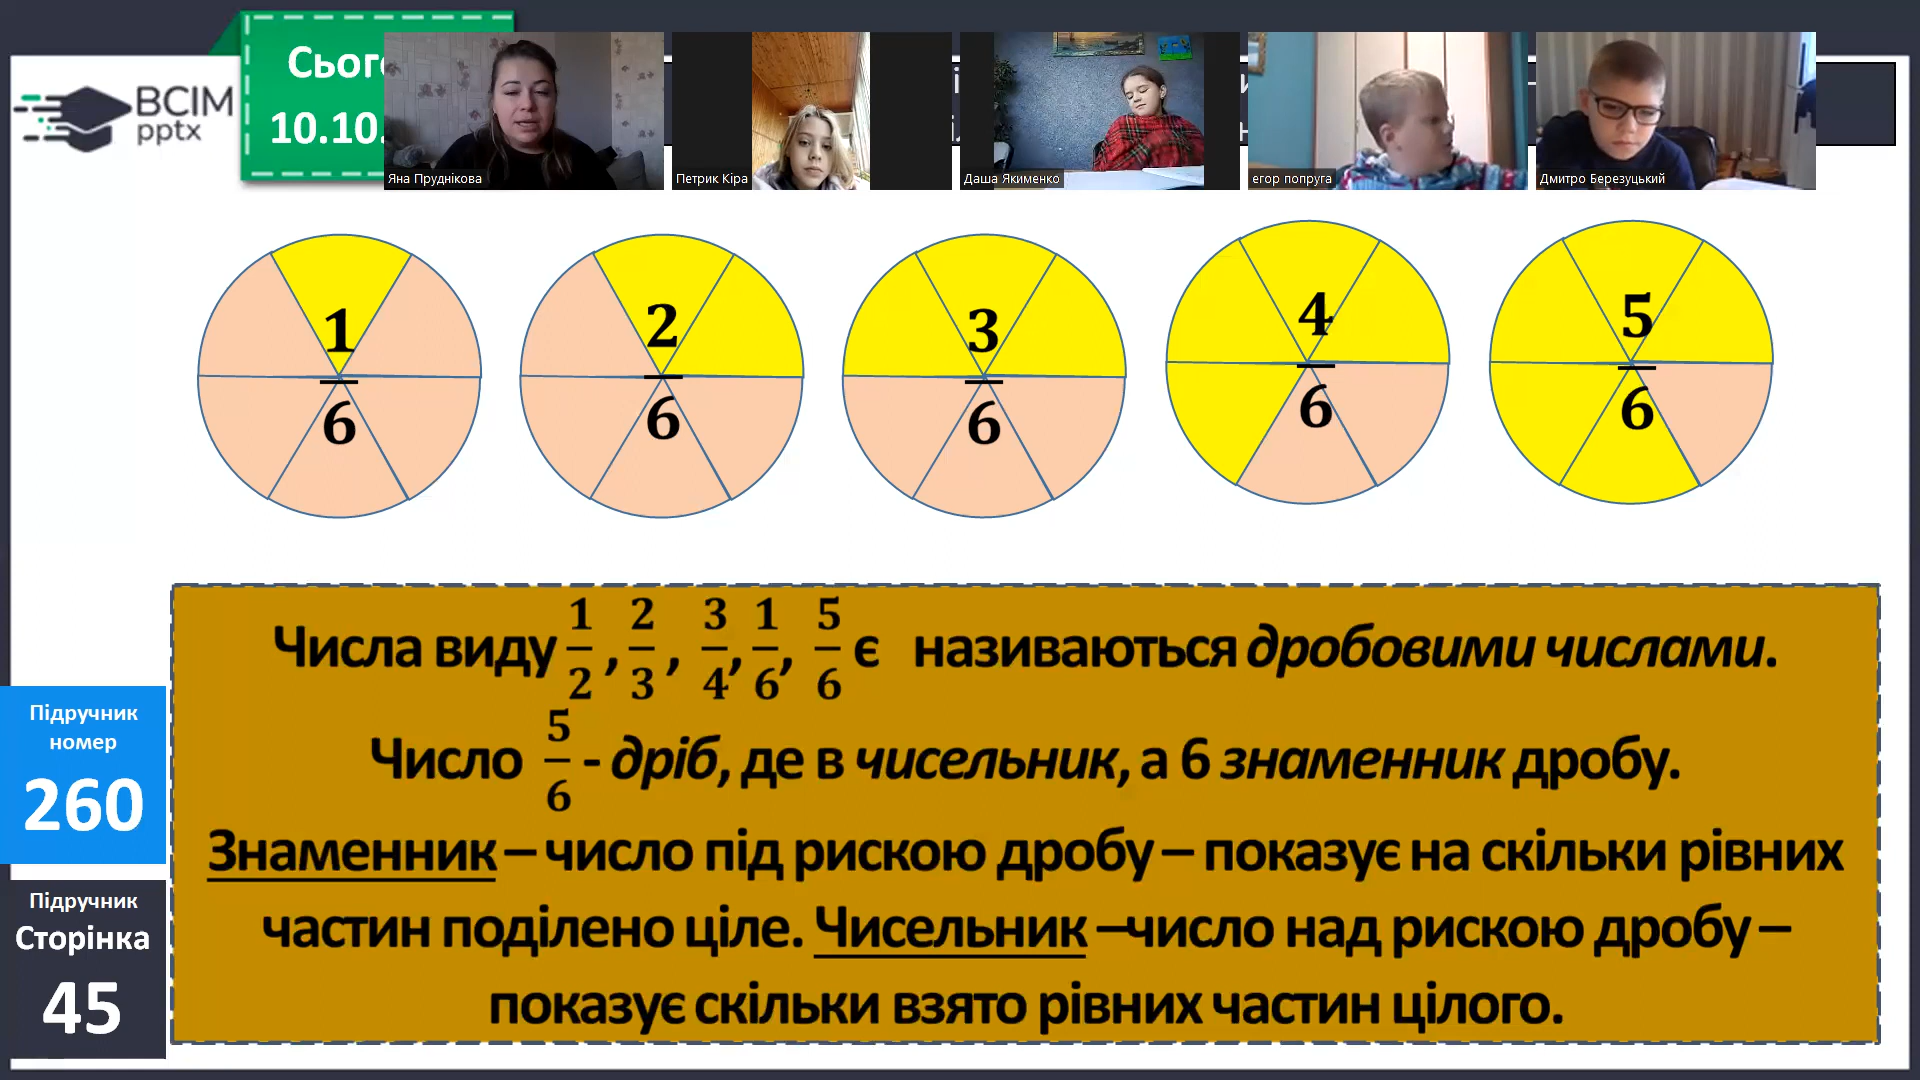 Сього
10.10.
BCIM
pptx
Яна Пруднікова
Петрик Кіра
Даша Якименко
егор попруга
Дмитро Березуцький
1/6
2/6
3/6
4/6
5/6
Числа виду 1/2 , 2/3 , 3/4, 1/6, 5/6 є називаються дробовими числами.
Число 5/6 - дріб, де в чисельник, а 6 знаменник дробу.
Знаменник – число під рискою дробу – показує на скільки рівних
частин поділено ціле. Чисельник –число над рискою дробу –
показує скільки взято рівних частин цілого.
Підручник
номер
260
Підручник
Сторінка
45